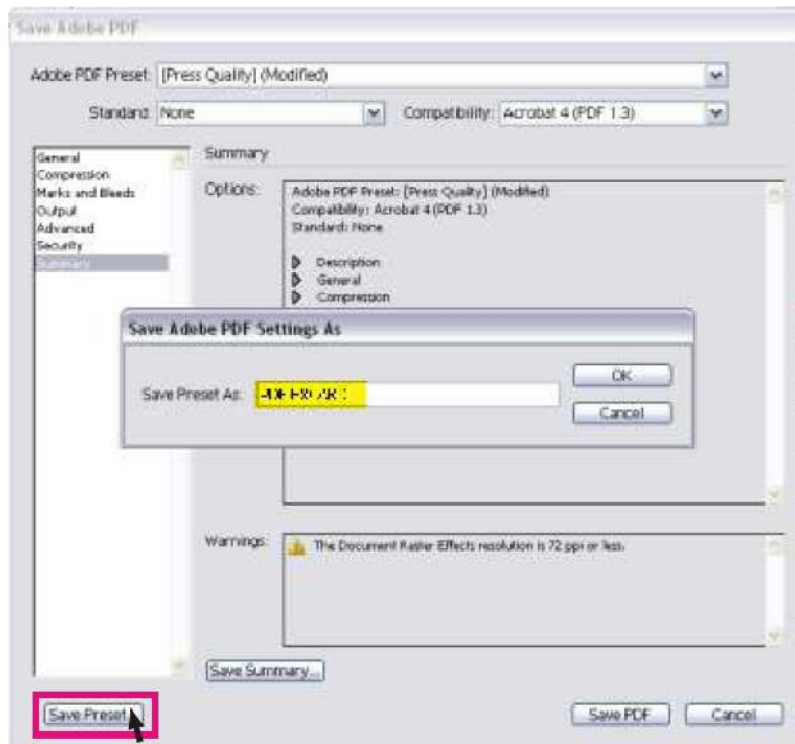 Save Adobe PDF
Adobe PDF Preset: [Press Quality] (Modified)
Standard: None Compatibility: Acrobat 4 (PDF 1.3)
General
Compression
Marks and Bleeds
Output
Advanced
Security
Summary
Summary
Options:
Adobe PDF Preset: [Press Quality] (Modified)
Compatibility: Acrobat 4 (PDF 1.3)
Standard: None
Description
General
Compression
Save Adobe PDF Settings As
Save Preset As: PDF
OK
Cancel
Warnings:
The Document Raster Effects resolution is 72 ppi or less.
Save Summary...
Save Preset...
Save PDF Cancel